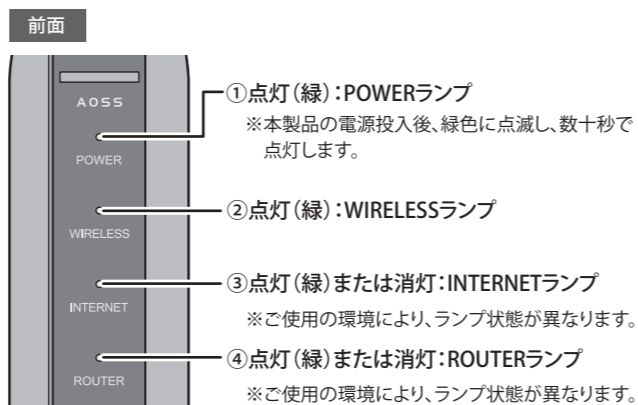 前面
AOSS
POWER
WIRELESS
INTERNET
ROUTER
①点灯(緑):POWERランプ
※本製品の電源投入後、緑色に点滅し、数十秒で
点灯します。
②点灯(緑):WIRELESSランプ
③点灯(緑)または消灯:INTERNETランプ
※ご使用の環境により、ランプ状態が異なります。
④点灯(緑)または消灯:ROUTERランプ
※ご使用の環境により、ランプ状態が異なります。